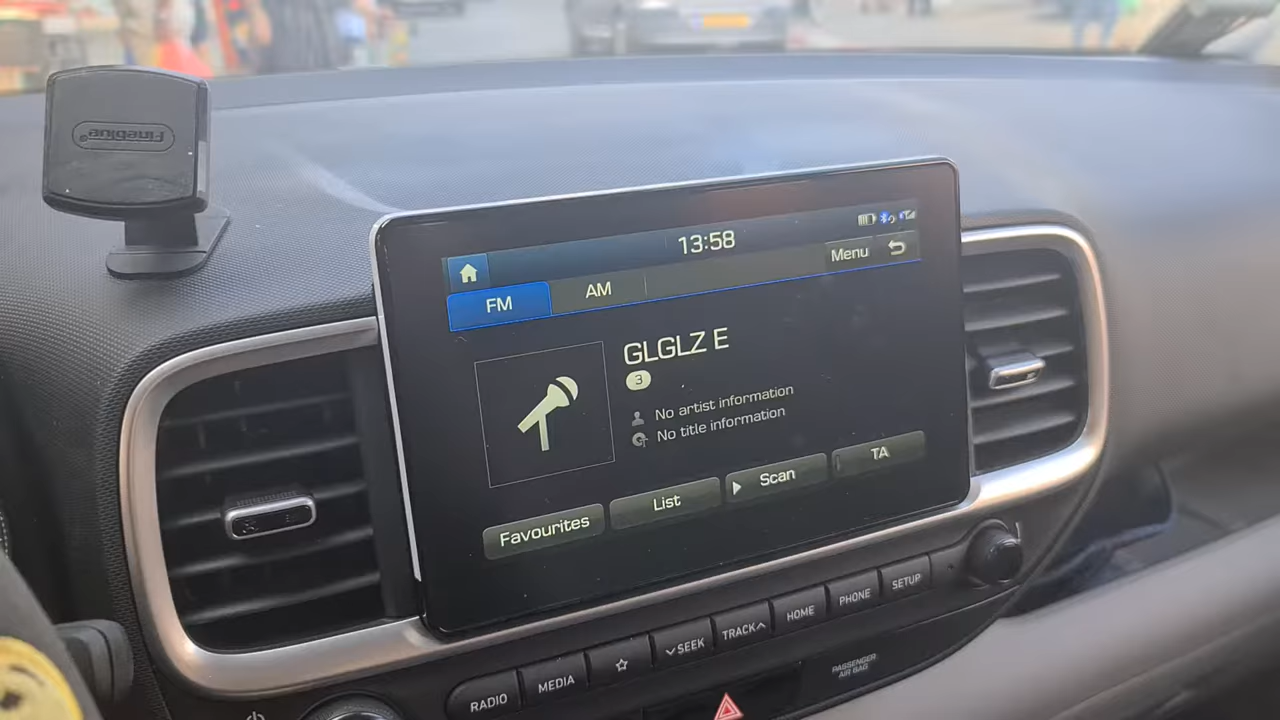 Fineblue®
13:58
Menu
FM
AM
GLGLZ E
3
No artist information
No title information
Favourites
List
Scan
TA
RADIO
MEDIA
SEEK
TRACK
HOME
PHONE
SETUP
PASSENGER
AIR BAG